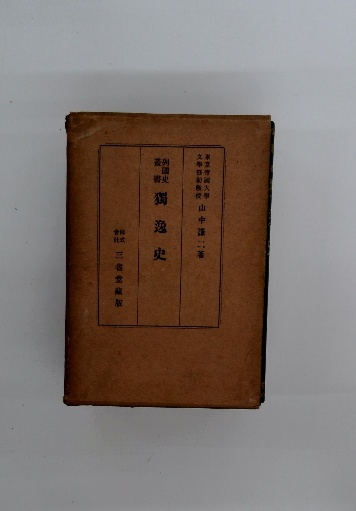 東京帝國大學
文學部助敎授
山中謙二著
列國史
叢書
獨逸史
株式
會社
三省堂藏版